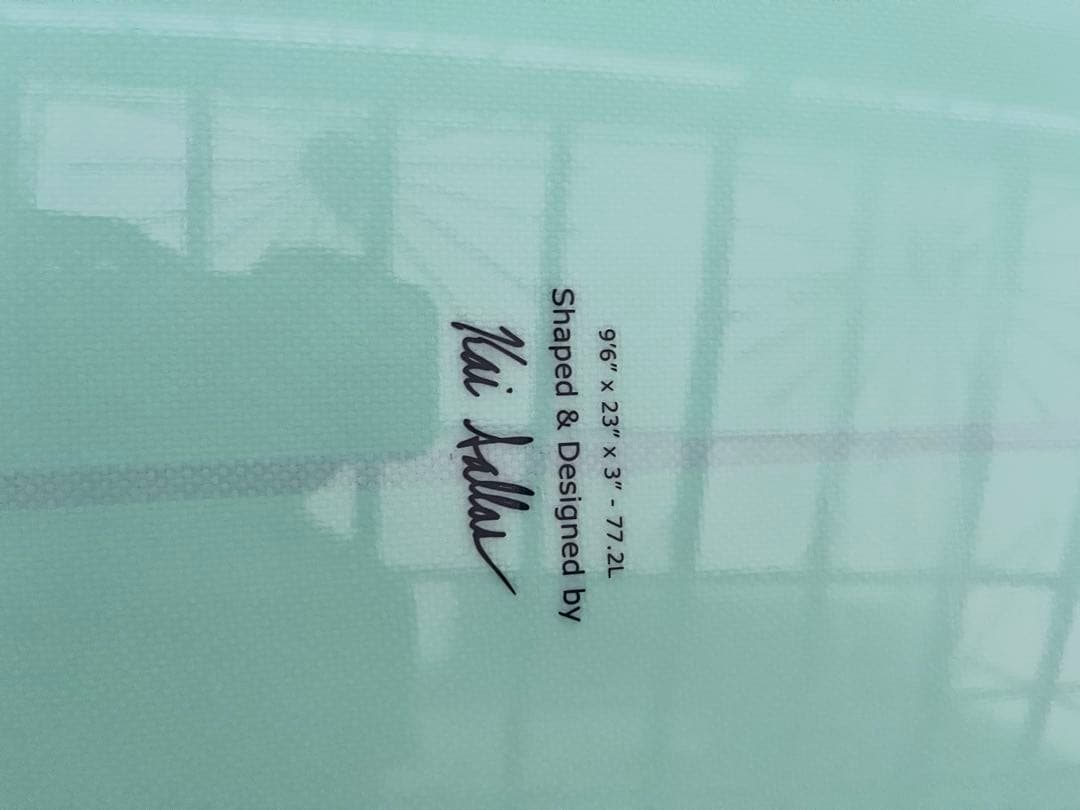 9'6" x 23" x 3" - 77.2L
Shaped & Designed by
Kai Sallas